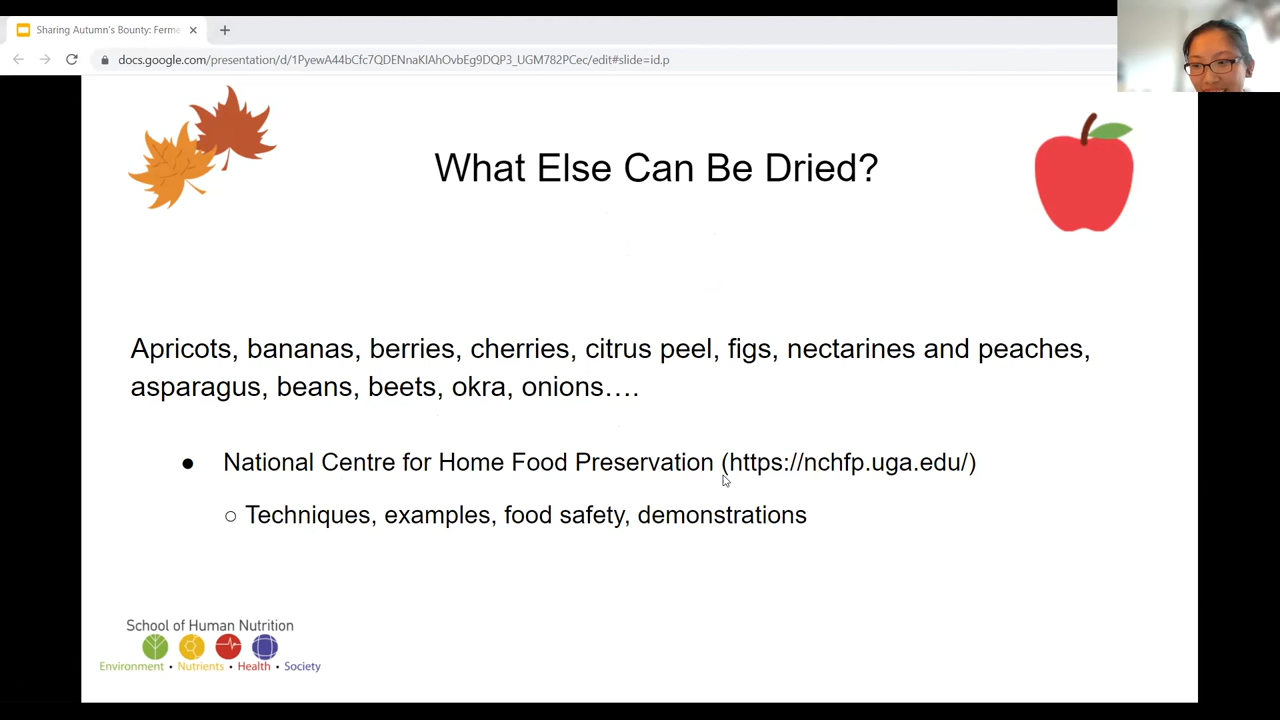 Sharing Autumn's Bounty: Ferme
docs.google.com/presentation/d/1PyewA44bCfc7QDENnaKIAhOvbEg9DQP3_UGM782PCec/edit#slide=id.p
What Else Can Be Dried?
Apricots, bananas, berries, cherries, citrus peel, figs, nectarines and peaches,
asparagus, beans, beets, okra, onions….
● National Centre for Home Food Preservation (https://nchfp.uga.edu/)
○ Techniques, examples, food safety, demonstrations
School of Human Nutrition
Environment • Nutrients • Health • Society